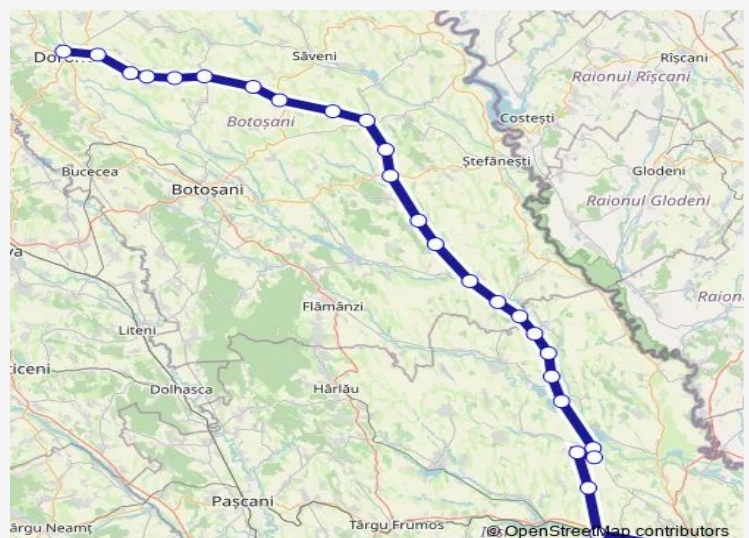 Săveni
Rîșcani
Raionul Rîșcani
Botoșani
Costești
Ștefănești
Bucecea
Glodeni
Botoșani
Raionul Glodeni
Flămânzi
Liteni
Dolhasca
Hârlău
Pașcani
Târgu Frumos
© OpenStreetMap contributors